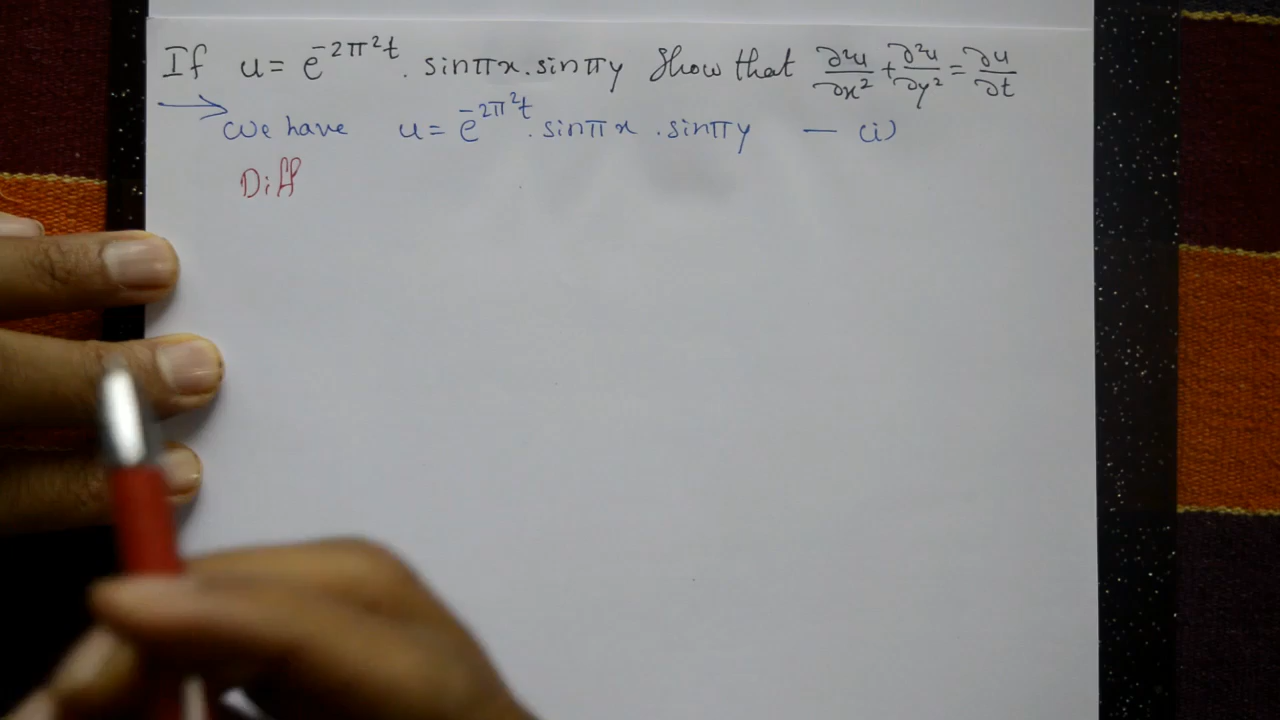 If u = e^{-2π²t} . sinπx . sinπy Show that ∂²u/∂x² + ∂²u/∂y² = ∂u/∂t
We have u = e^{-2π²t} . sinπx . sinπy — (i)
Diff